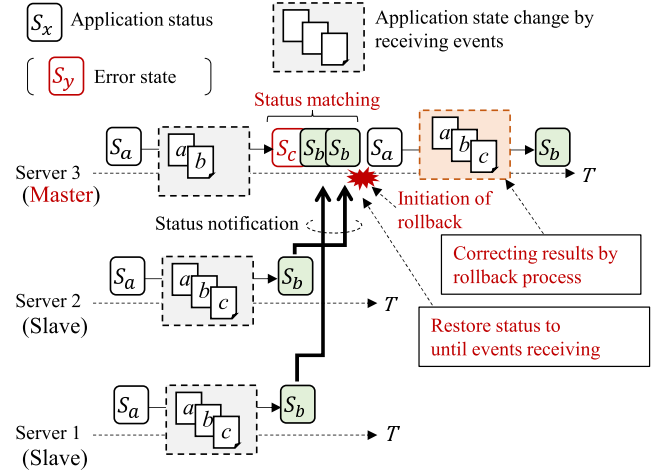 S_x Application status
Application state change by
receiving events
S_y Error state
Status matching
S_a a b S_c S_b S_b S_a a b c S_b
Server 3
(Master)
T
Initiation of
rollback
Status notification
Correcting results by
rollback process
S_a a b c S_b
Server 2
(Slave)
T
Restore status to
until events receiving
S_a a b c S_b
Server 1
(Slave)
T